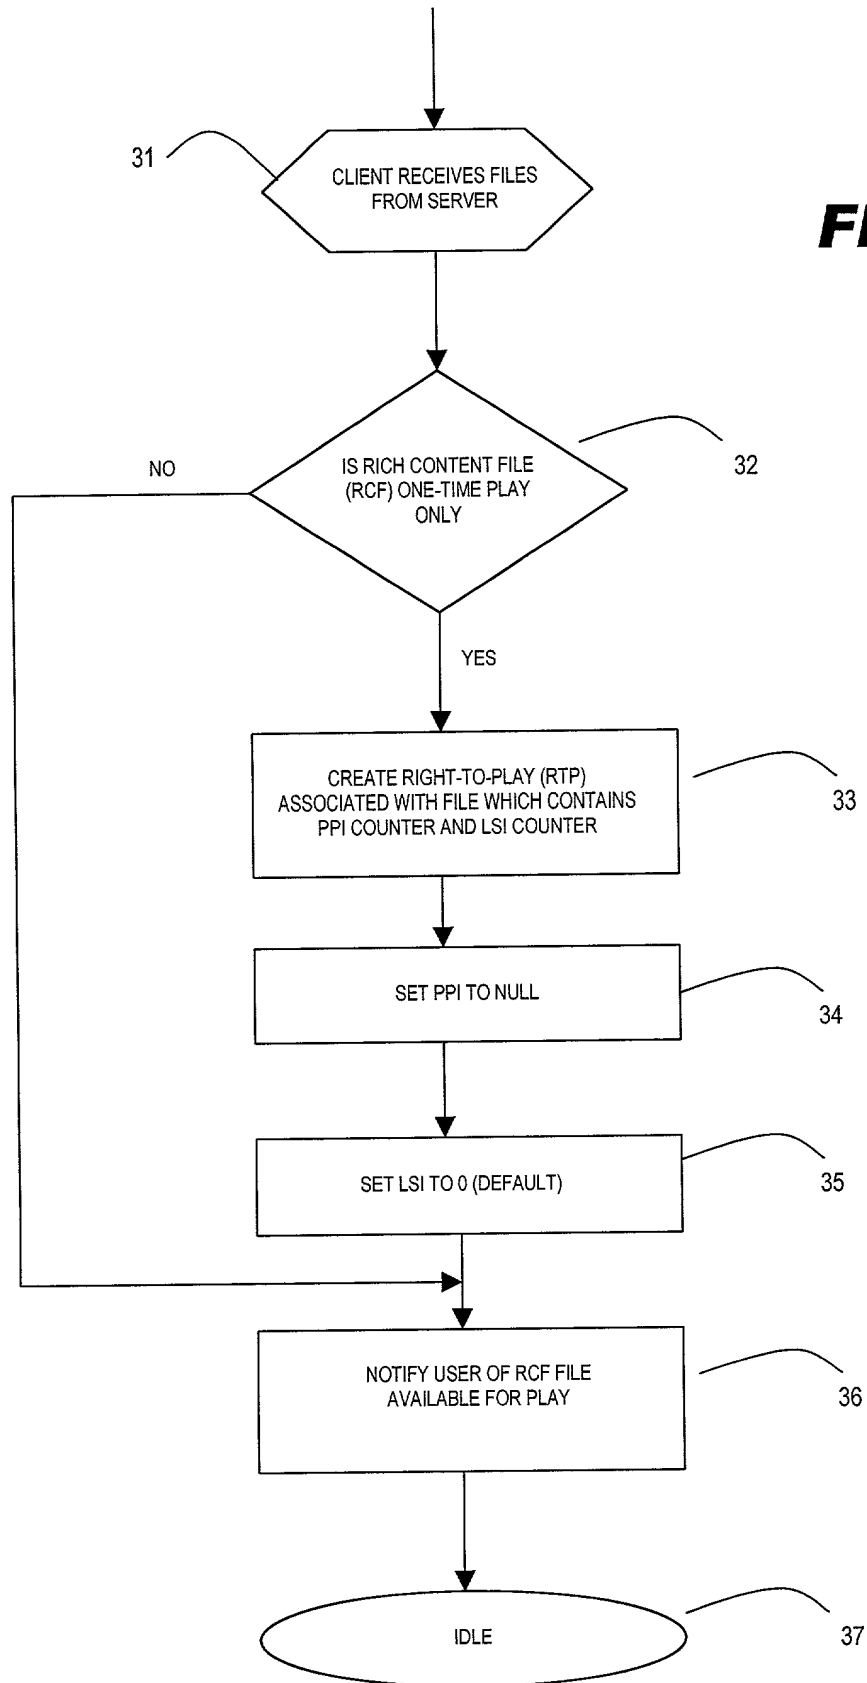 31
CLIENT RECEIVES FILES
FROM SERVER
NO
IS RICH CONTENT FILE
(RCF) ONE-TIME PLAY
ONLY
32
YES
CREATE RIGHT-TO-PLAY (RTP)
ASSOCIATED WITH FILE WHICH CONTAINS
PPI COUNTER AND LSI COUNTER
33
SET PPI TO NULL
34
SET LSI TO 0 (DEFAULT)
35
NOTIFY USER OF RCF FILE
AVAILABLE FOR PLAY
36
IDLE
37